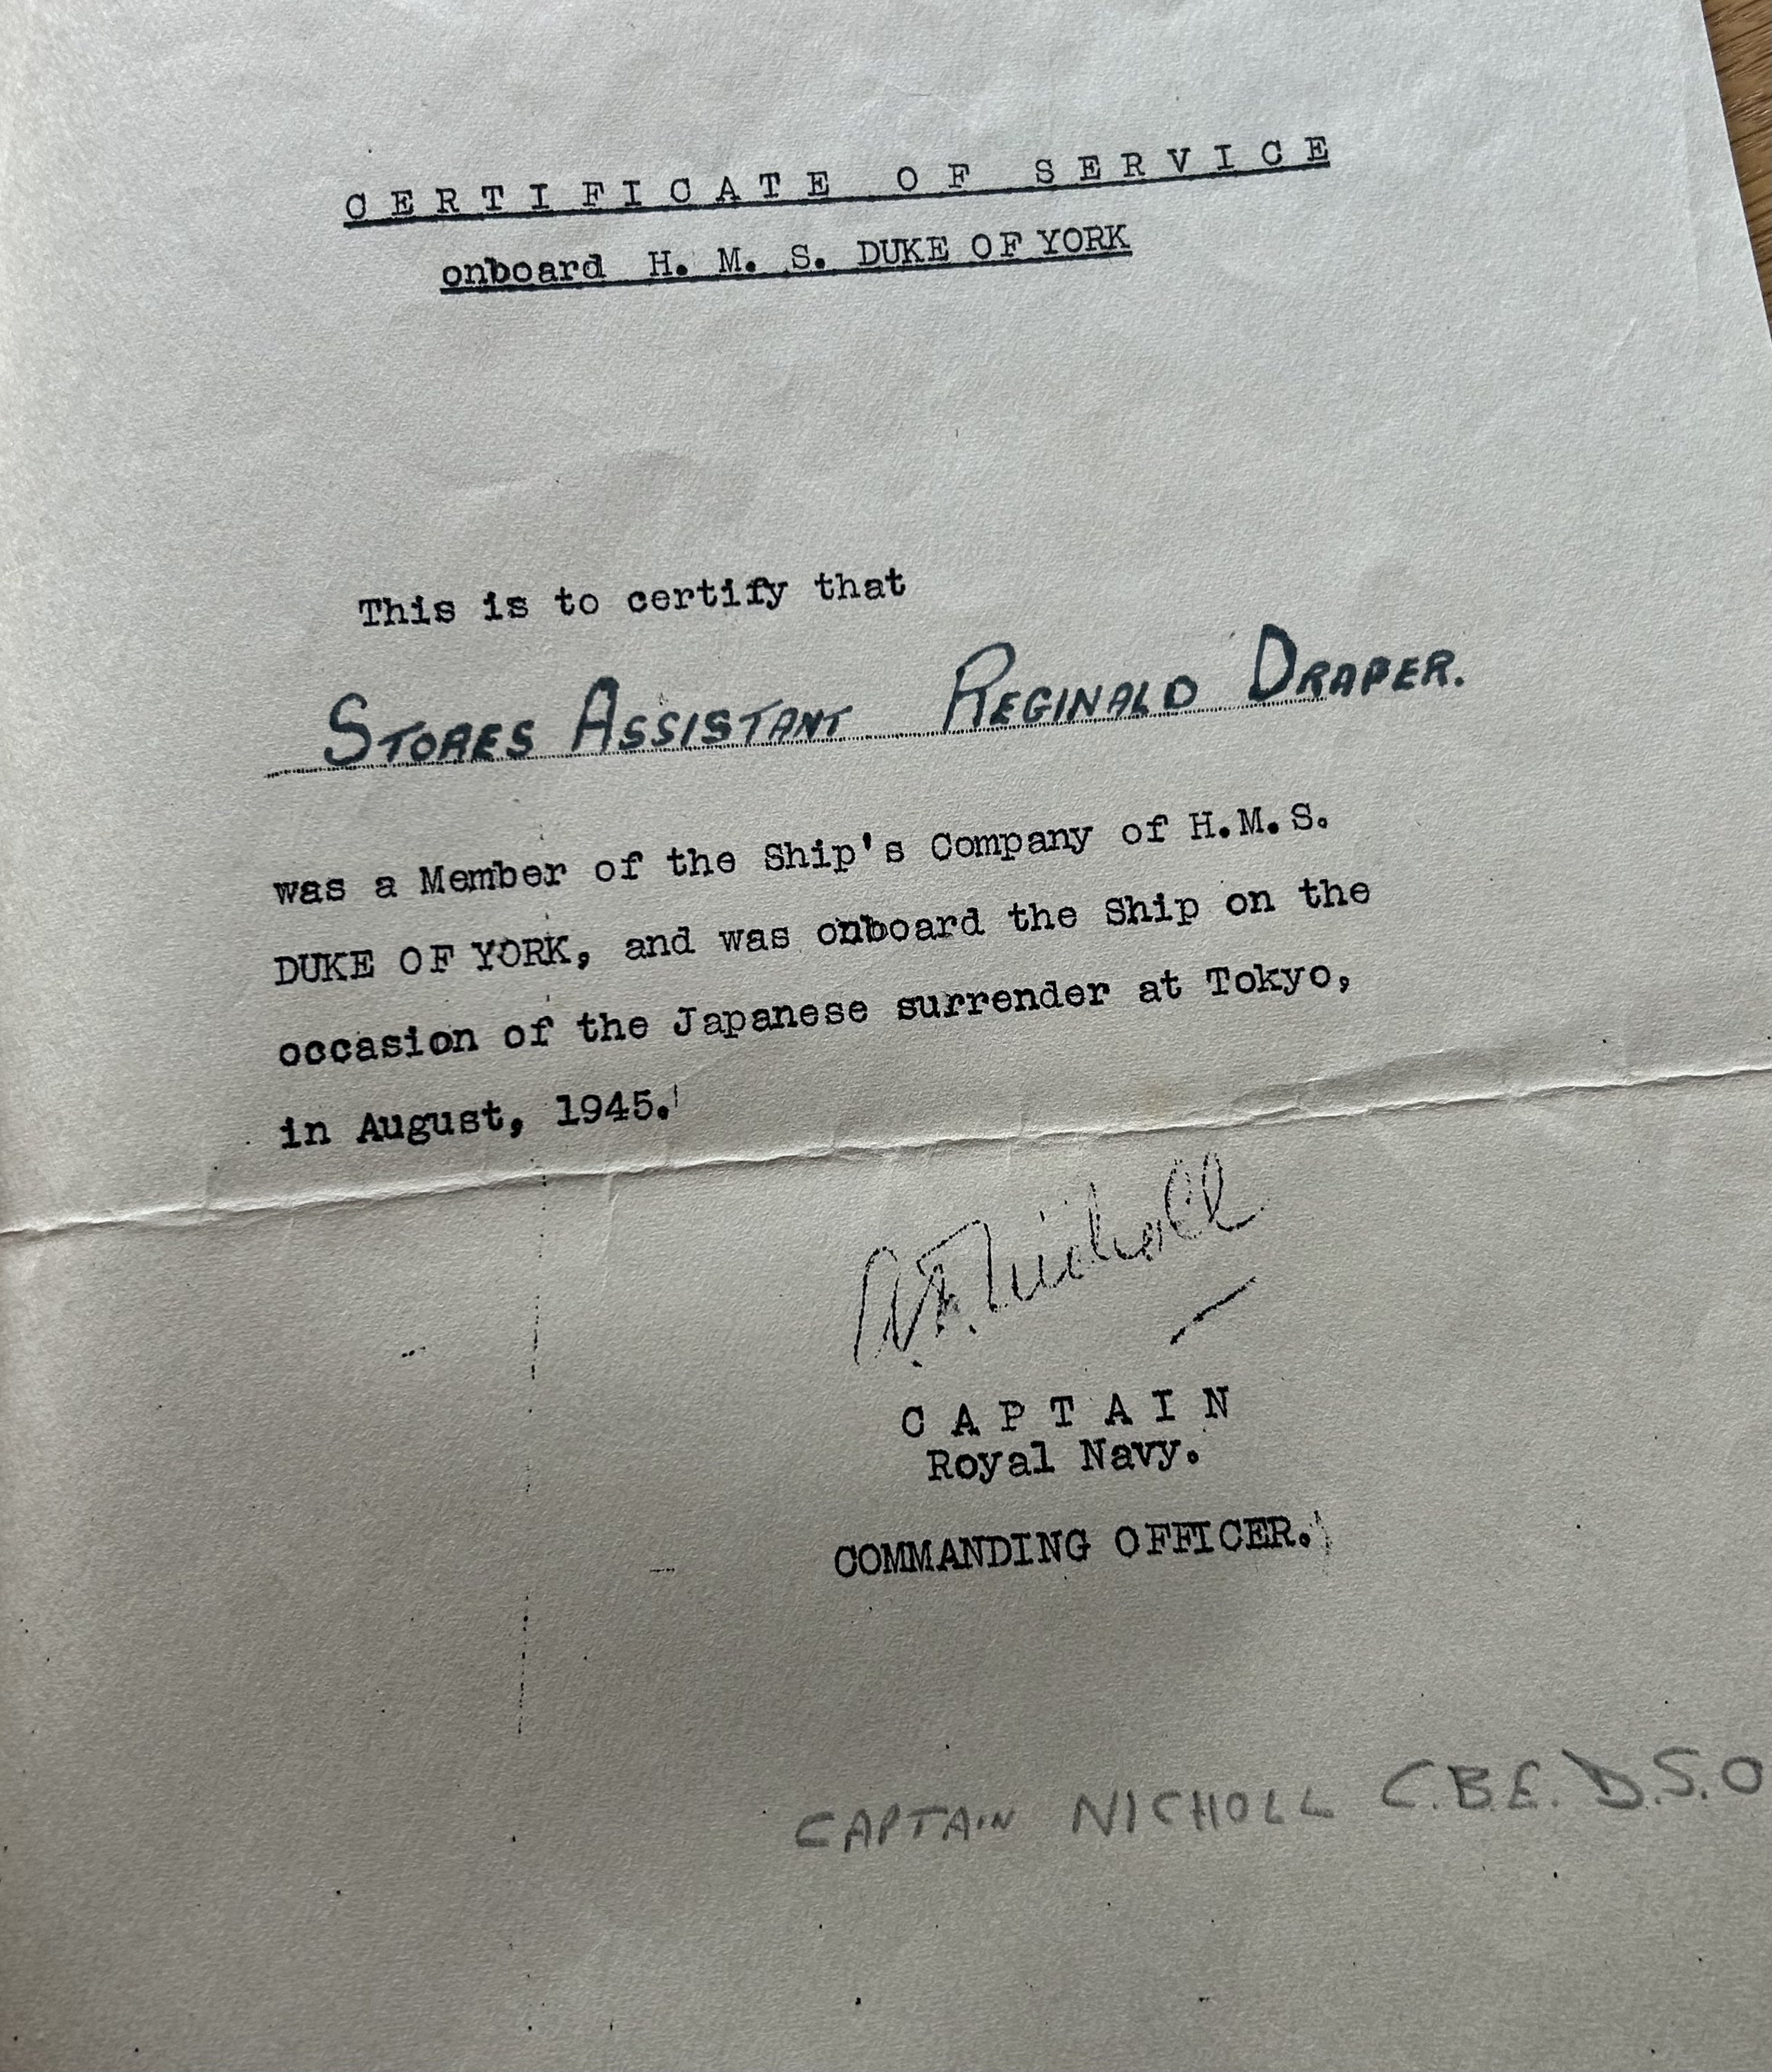 CERTIFICATE OF SERVICE
onboard H. M. S. DUKE OF YORK
This is to certify that
STORES ASSISTANT REGINALD DRAPER.
was a Member of the Ship's Company of H.M.S.
DUKE OF YORK, and was onboard the Ship on the
occasion of the Japanese surrender at Tokyo,
in August, 1945.
Nicholl
CAPTAIN
Royal Navy.
COMMANDING OFFICER.
CAPTAIN NICHOLL C.B.E. D.S.O